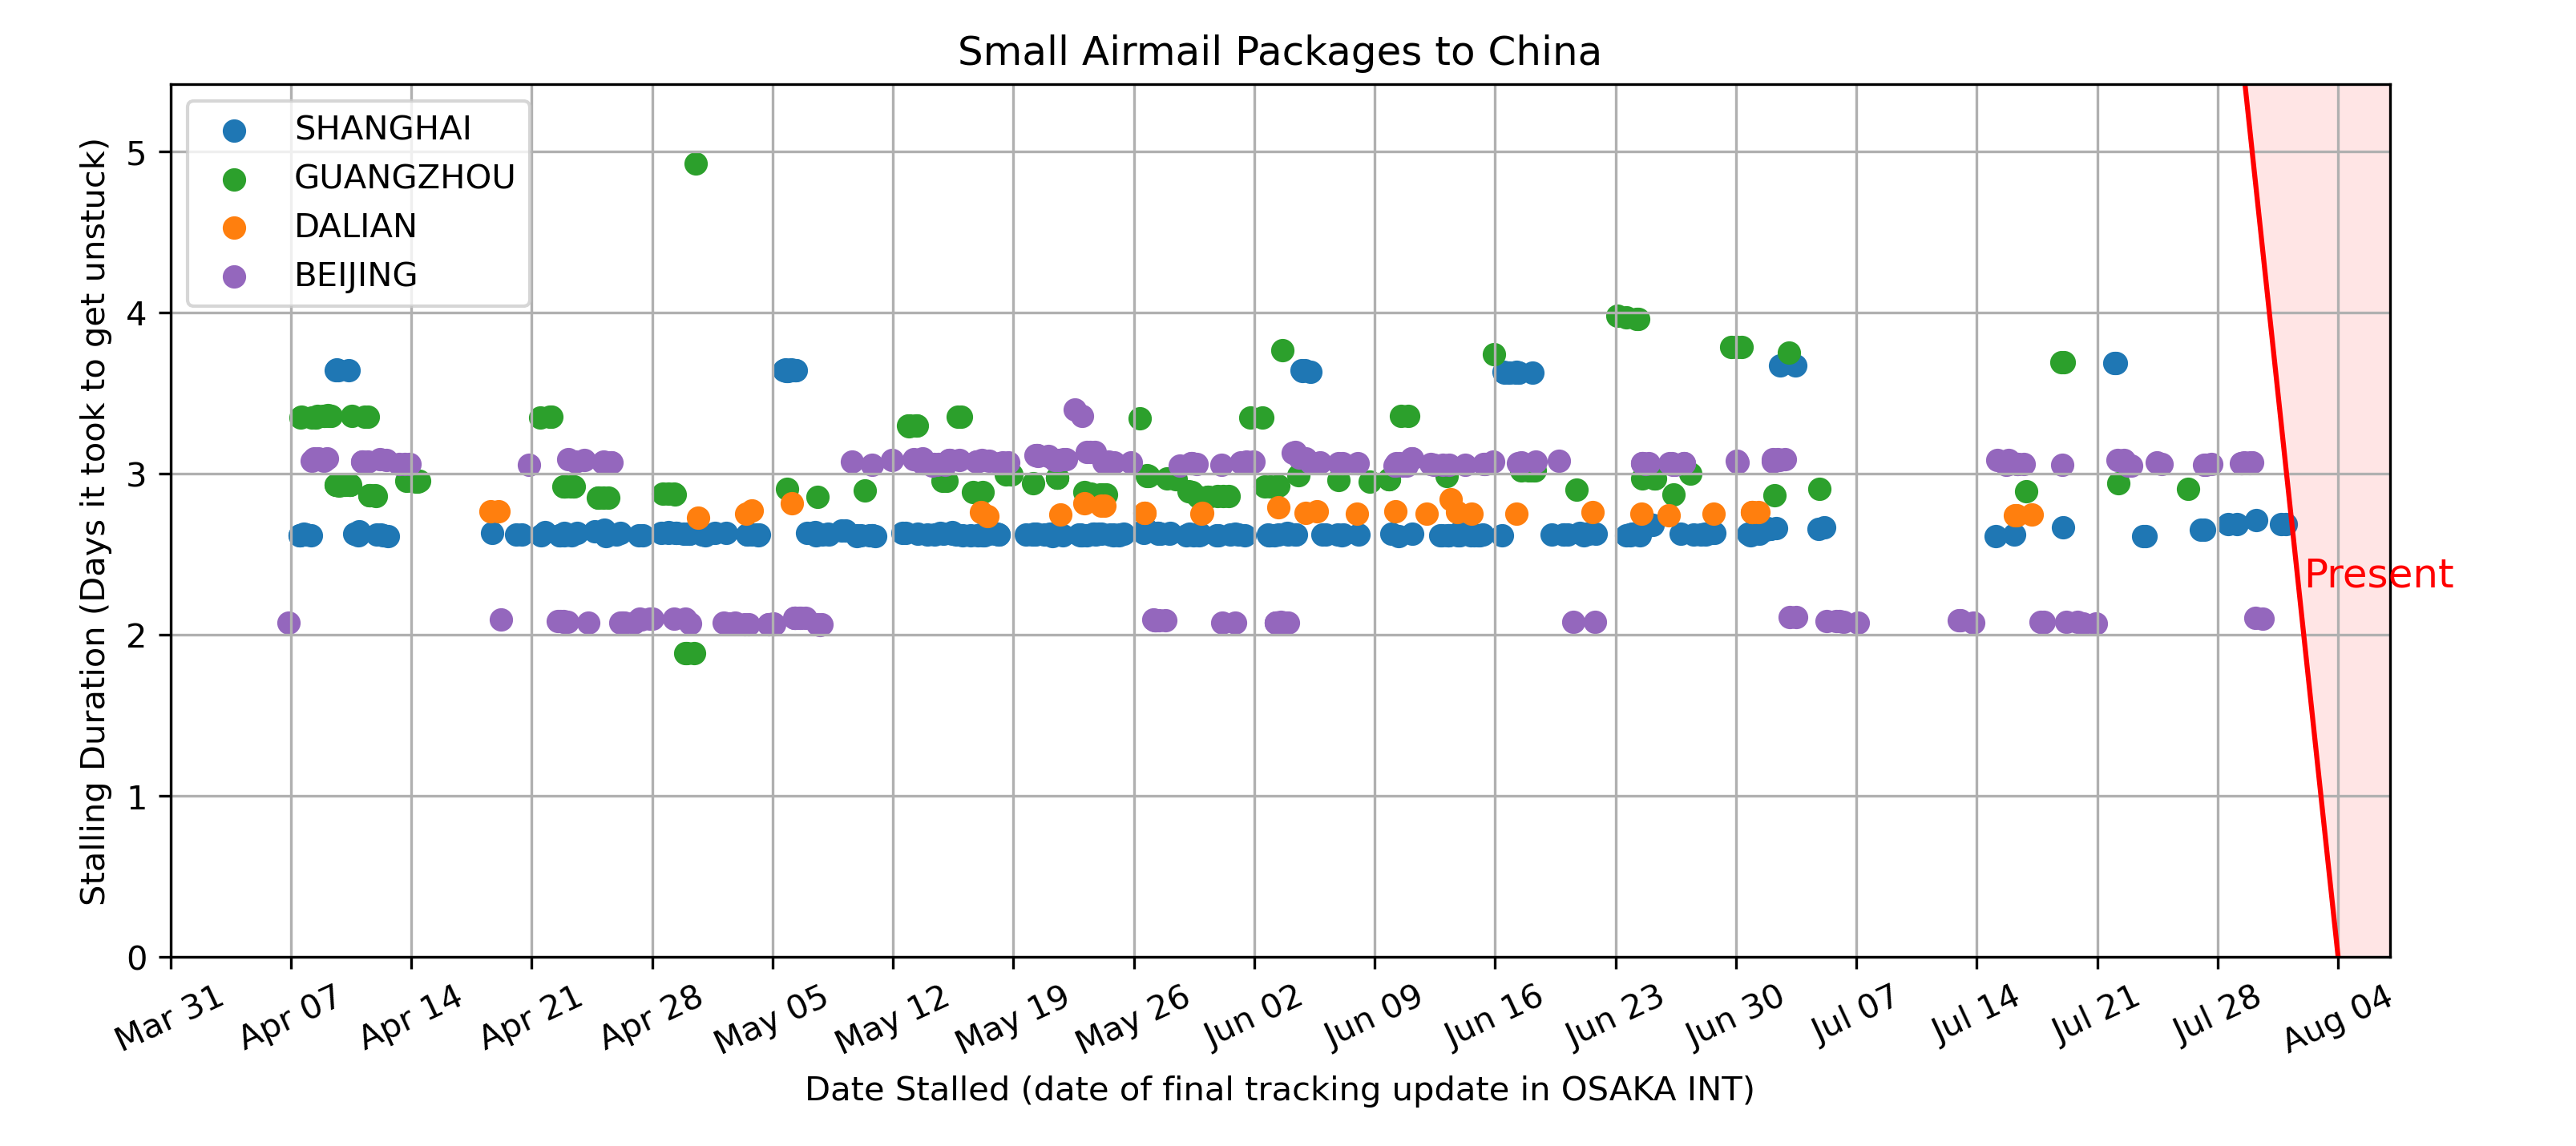 Small Airmail Packages to China
SHANGHAI
GUANGZHOU
DALIAN
BEIJING
Stalling Duration (Days it took to get unstuck)
5
4
3
2
1
0
Present
Mar 31
Apr 07
Apr 14
Apr 21
Apr 28
May 05
May 12
May 19
May 26
Jun 02
Jun 09
Jun 16
Jun 23
Jun 30
Jul 07
Jul 14
Jul 21
Jul 28
Aug 04
Date Stalled (date of final tracking update in OSAKA INT)